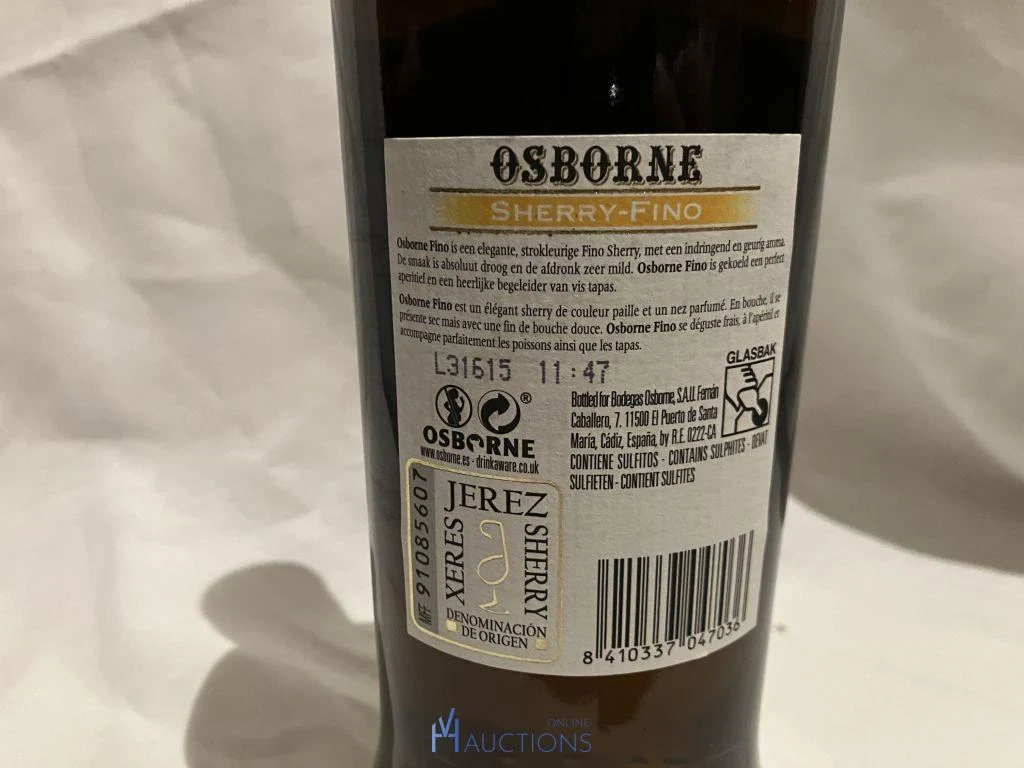 OSBORNE
SHERRY-FINO
Osborne Fino is een elegante, strokleurige Fino Sherry, met een indringend en geurig aroma.
De smaak is absoluut droog en de afdronk zeer mild. Osborne Fino is gekoeld een perfect
aperitief en een heerlijke begeleider van vis tapas.
Osborne Fino est un élégant sherry de couleur paille et un nez parfumé. En bouche, il se
présente sec mais avec une fin de bouche douce. Osborne Fino se déguste frais, à l'apéritif et
accompagne parfaitement les poissons ainsi que les tapas.
L31615 11:47
GLASBAK
®
OSBORNE
www.osborne.es - drinkaware.co.uk
Bottled for Bodegas Osborne, S.A.U. Fernán
Caballero, 7. 11500 El Puerto de Santa
María, Cádiz, España, by R.E. 0222-CA
CONTIENE SULFITOS - CONTAINS SULPHITES - BEVAT
SULFIETEN - CONTIENT SULFITES
MFF 91085607
JEREZ
XERES
SHERRY
DENOMINACIÓN
DE ORIGEN
8 410337 047036
ONLINE
AUCTIONS